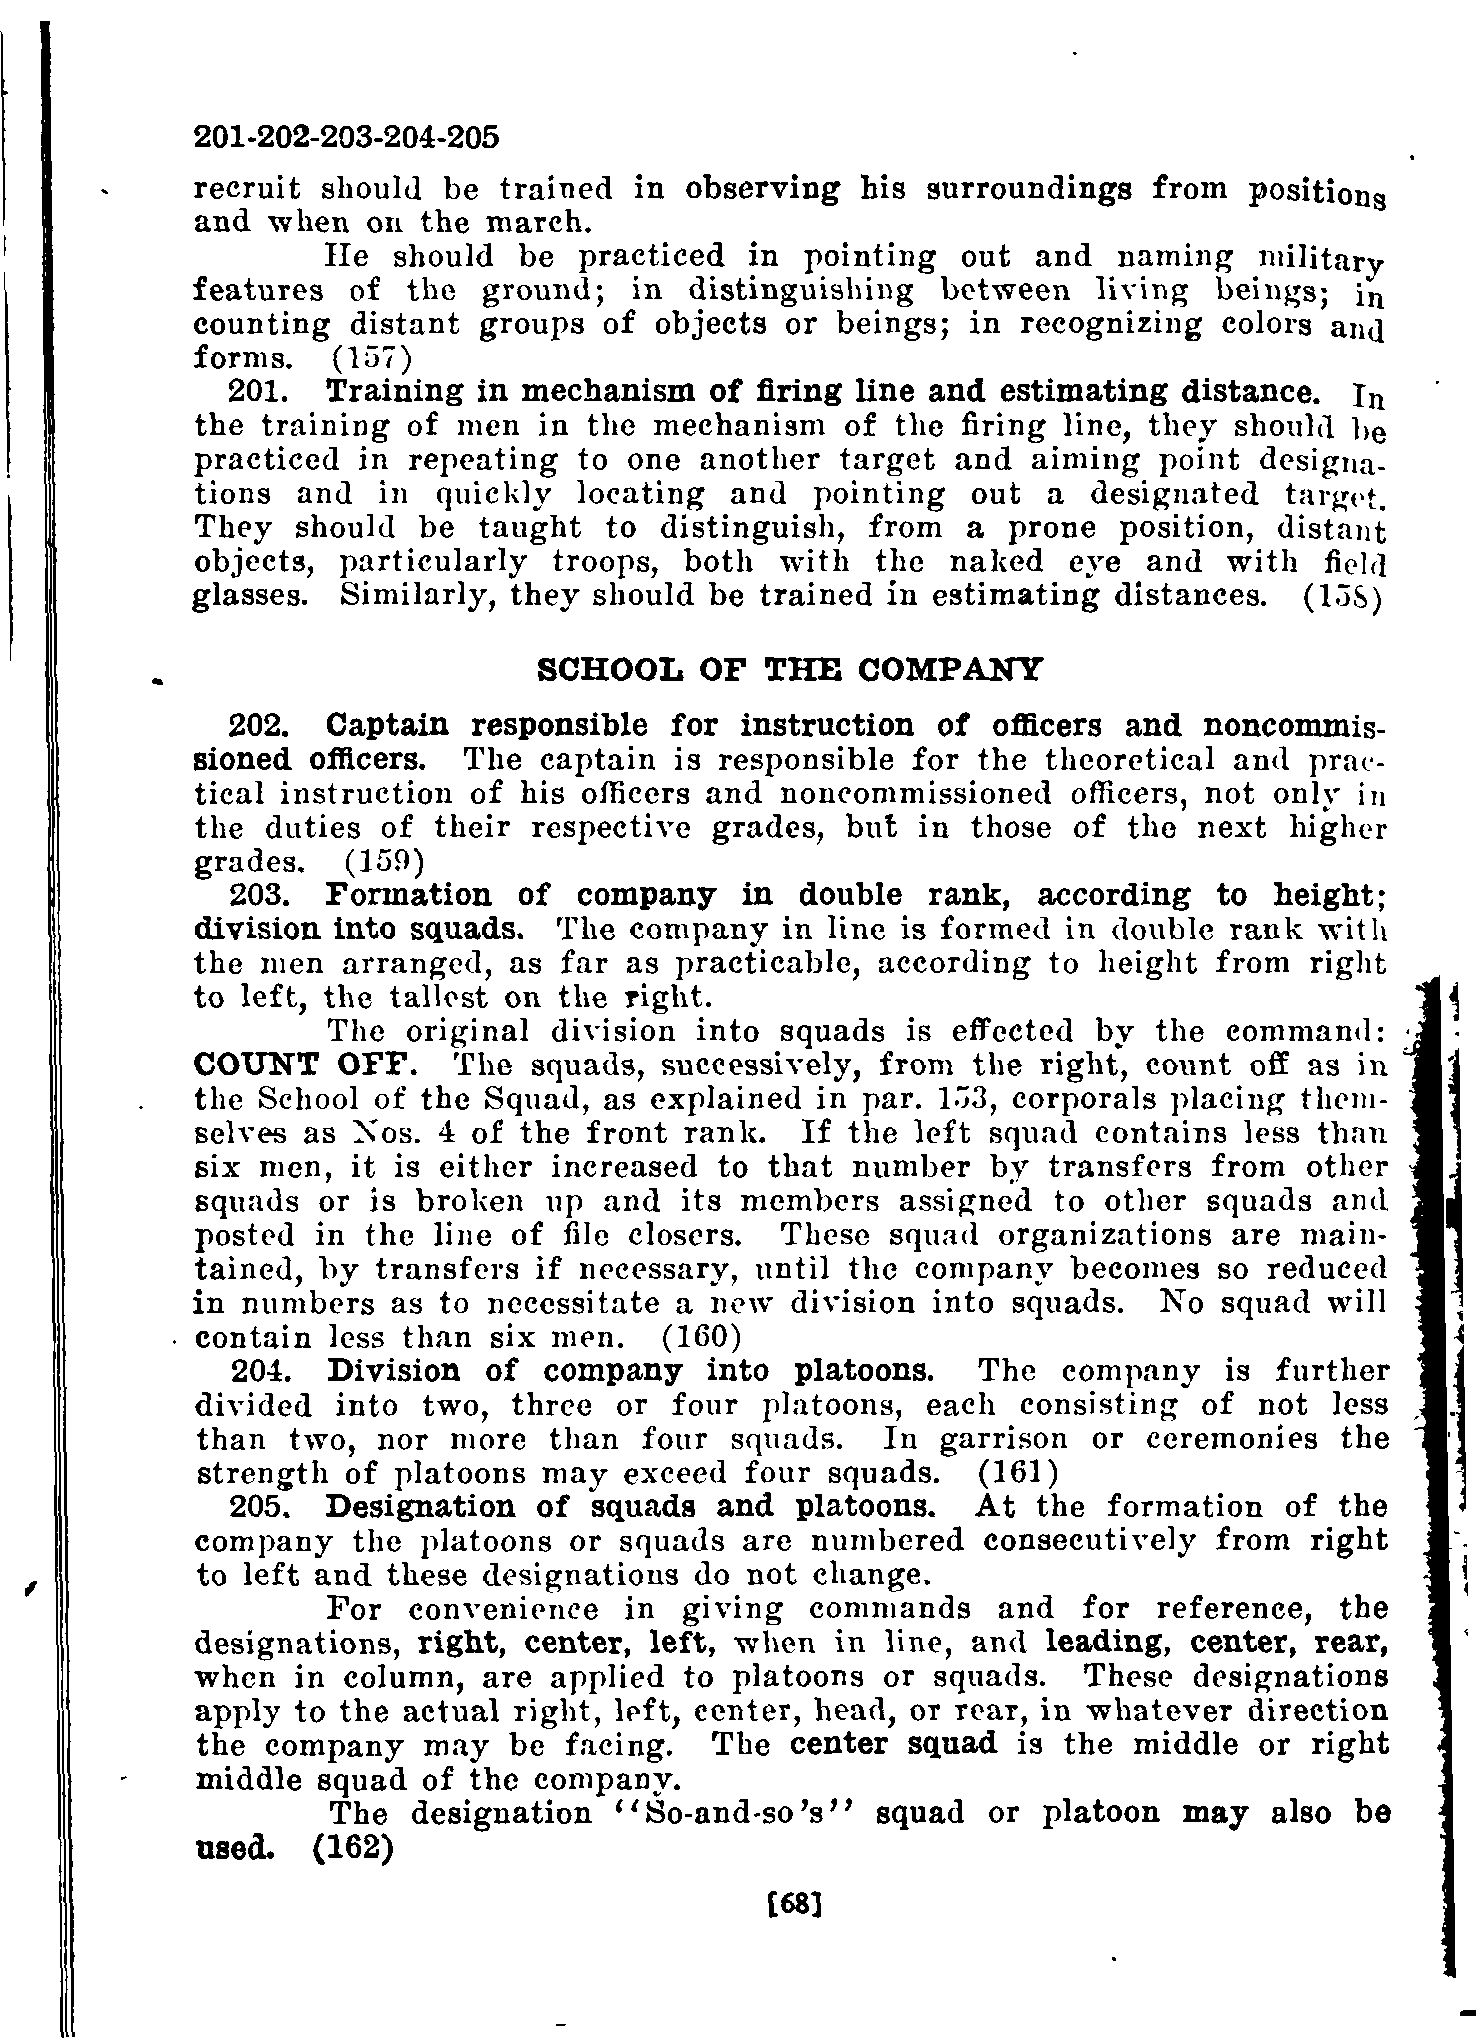 201-202-203-204-205
recruit should be trained in observing his surroundings from positions
and when on the march.
He should be practiced in pointing out and naming military
features of the ground; in distinguishing between living beings; in
counting distant groups of objects or beings; in recognizing colors and
forms. (157)
201. Training in mechanism of firing line and estimating distance. In
the training of men in the mechanism of the firing line, they should be
practiced in repeating to one another target and aiming point designa-
tions and in quickly locating and pointing out a designated target.
They should be taught to distinguish, from a prone position, distant
objects, particularly troops, both with the naked eye and with field
glasses. Similarly, they should be trained in estimating distances. (158)
SCHOOL OF THE COMPANY
202. Captain responsible for instruction of officers and noncommis-
sioned officers. The captain is responsible for the theoretical and prac-
tical instruction of his officers and noncommissioned officers, not only in
the duties of their respective grades, but in those of the next higher
grades. (159)
203. Formation of company in double rank, according to height;
division into squads. The company in line is formed in double rank with
the men arranged, as far as practicable, according to height from right
to left, the tallest on the right.
The original division into squads is effected by the command:
COUNT OFF. The squads, successively, from the right, count off as in
the School of the Squad, as explained in par. 153, corporals placing them-
selves as Nos. 4 of the front rank. If the left squad contains less than
six men, it is either increased to that number by transfers from other
squads or is broken up and its members assigned to other squads and
posted in the line of file closers. These squad organizations are main-
tained, by transfers if necessary, until the company becomes so reduced
in numbers as to necessitate a new division into squads. No squad will
contain less than six men. (160)
204. Division of company into platoons. The company is further
divided into two, three or four platoons, each consisting of not less
than two, nor more than four squads. In garrison or ceremonies the
strength of platoons may exceed four squads. (161)
205. Designation of squads and platoons. At the formation of the
company the platoons or squads are numbered consecutively from right
to left and these designations do not change.
For convenience in giving commands and for reference, the
designations, right, center, left, when in line, and leading, center, rear,
when in column, are applied to platoons or squads. These designations
apply to the actual right, left, center, head, or rear, in whatever direction
the company may be facing. The center squad is the middle or right
middle squad of the company.
The designation "So-and-so's" squad or platoon may also be
used. (162)
[68]